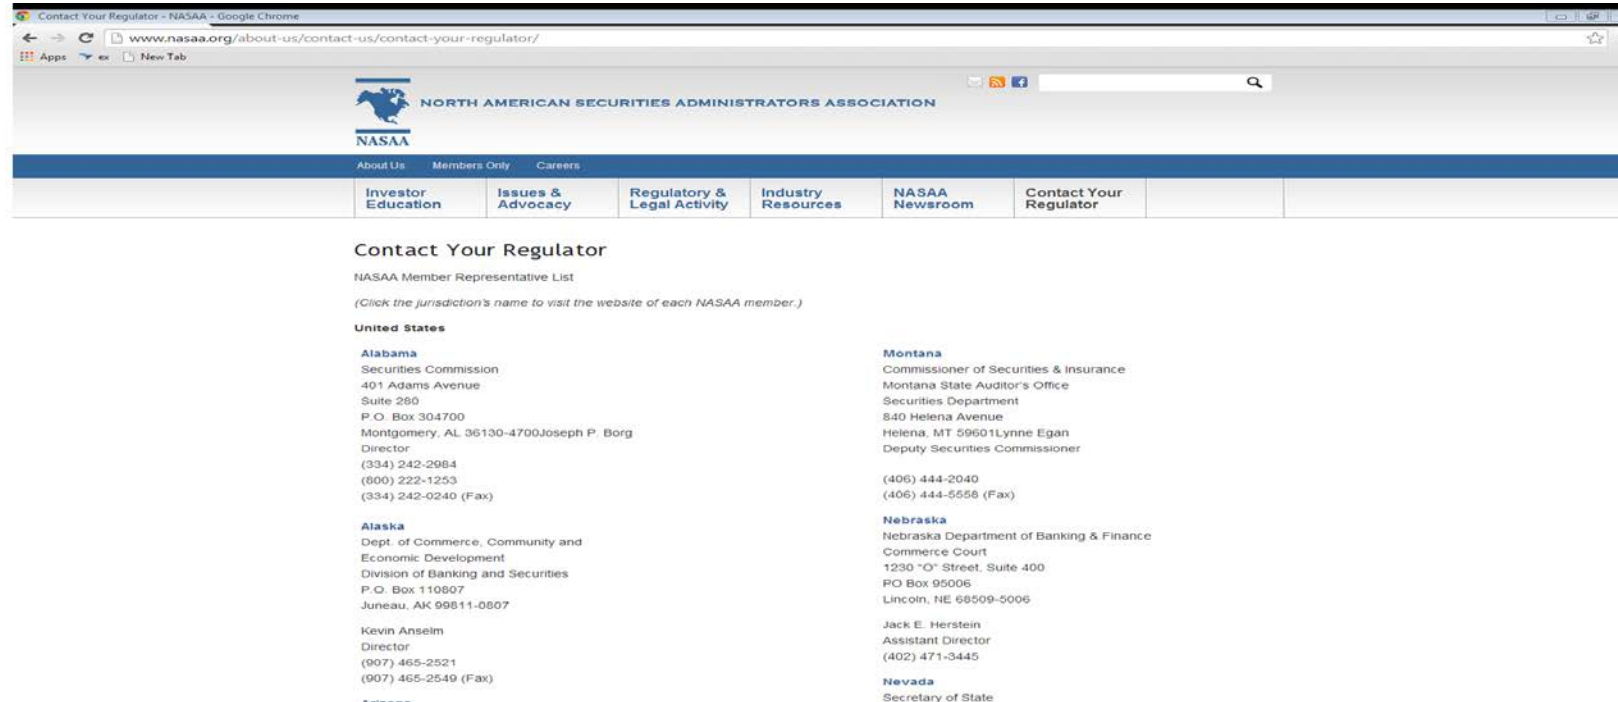 Contact Your Regulator - NASAA - Google Chrome
www.nasaa.org/about-us/contact-us/contact-your-regulator/
Apps ex New Tab
NORTH AMERICAN SECURITIES ADMINISTRATORS ASSOCIATION
NASAA
About Us Members Only Careers
Investor Education
Issues & Advocacy
Regulatory & Legal Activity
Industry Resources
NASAA Newsroom
Contact Your Regulator
Contact Your Regulator
NASAA Member Representative List
(Click the jurisdiction's name to visit the website of each NASAA member.)
United States
Alabama
Securities Commission
401 Adams Avenue
Suite 280
P.O. Box 304700
Montgomery, AL 36130-4700Joseph P. Borg
Director
(334) 242-2984
(800) 222-1253
(334) 242-0240 (Fax)
Alaska
Dept. of Commerce, Community and
Economic Development
Division of Banking and Securities
P.O. Box 110807
Juneau, AK 99811-0807
Kevin Anselm
Director
(907) 465-2521
(907) 465-2549 (Fax)
Montana
Commissioner of Securities & Insurance
Montana State Auditor's Office
Securities Department
840 Helena Avenue
Helena, MT 59601Lynne Egan
Deputy Securities Commissioner
(406) 444-2040
(406) 444-5558 (Fax)
Nebraska
Nebraska Department of Banking & Finance
Commerce Court
1230 "O" Street, Suite 400
PO Box 95006
Lincoln, NE 68509-5006
Jack E. Herstein
Assistant Director
(402) 471-3445
Nevada
Secretary of State